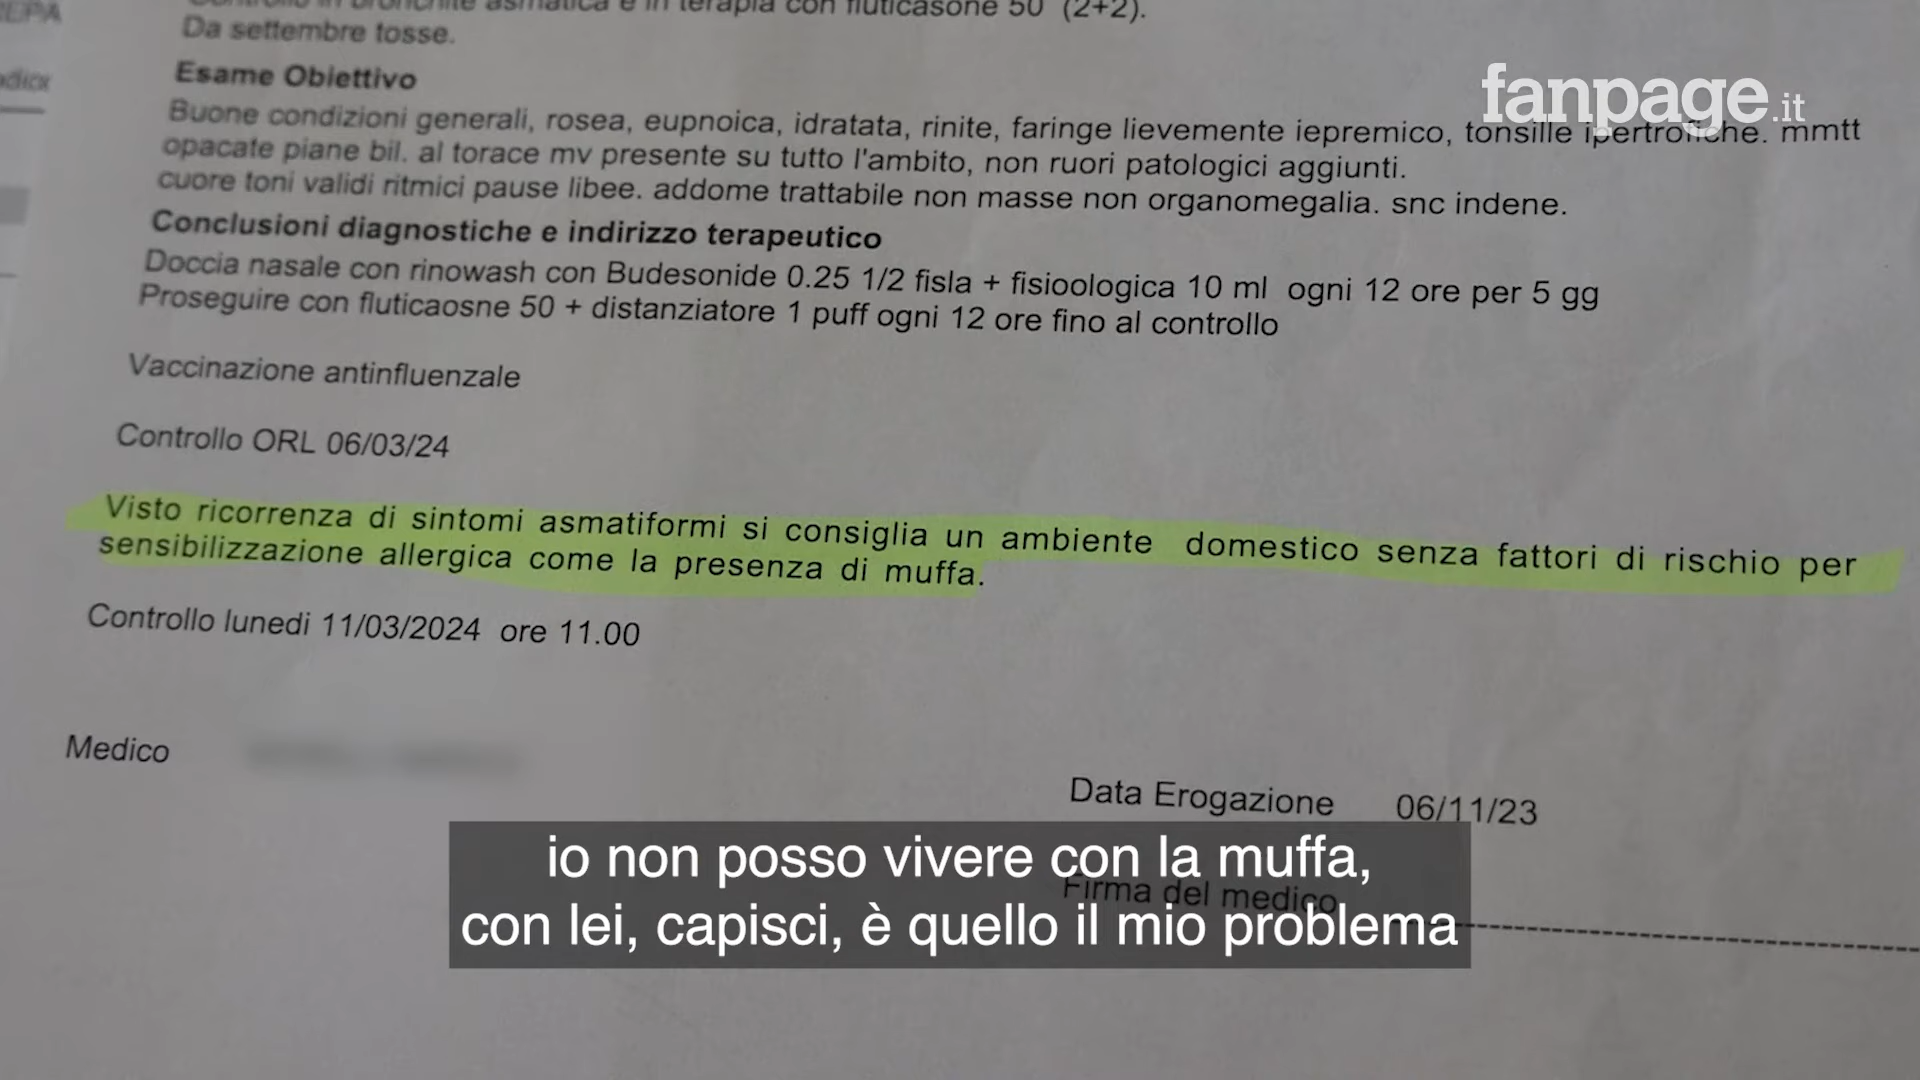 in terapia con fluticasone 50 (2+2).
Da settembre tosse.
Esame Obiettivo
fanpage.it
Buone condizioni generali, rosea, eupnoica, idratata, rinite, faringe lievemente iepremico, tonsille ipertrofiche. mmtt
opacate piane bil. al torace mv presente su tutto l'ambito, non ruori patologici aggiunti.
cuore toni validi ritmici pause libee. addome trattabile non masse non organomegalia. snc indene.
Conclusioni diagnostiche e indirizzo terapeutico
Doccia nasale con rinowash con Budesonide 0.25 1/2 fisla + fisioologica 10 ml ogni 12 ore per 5 gg
Proseguire con fluticaosne 50 + distanziatore 1 puff ogni 12 ore fino al controllo
Vaccinazione antinfluenzale
Controllo ORL 06/03/24
Visto ricorrenza di sintomi asmatiformi si consiglia un ambiente domestico senza fattori di rischio per
sensibilizzazione allergica come la presenza di muffa.
Controllo lunedi 11/03/2024 ore 11.00
Medico
Data Erogazione 06/11/23
Firma del medico
io non posso vivere con la muffa,
con lei, capisci, è quello il mio problema